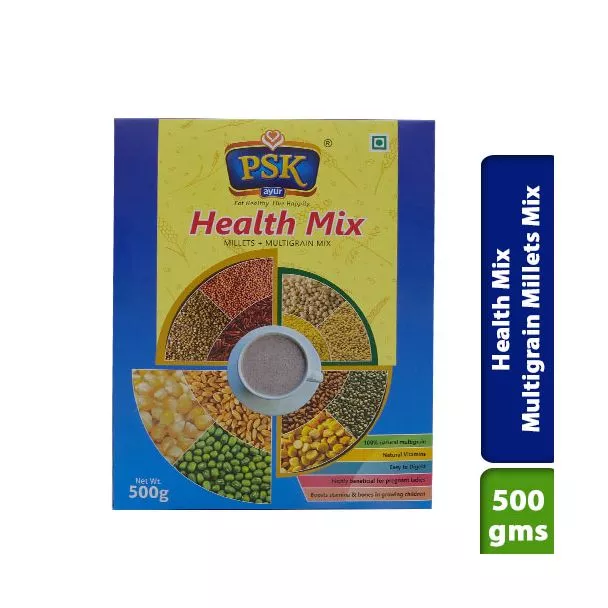 PSK
®
ayur
Eat Healthy. Live Happily.
Health Mix
MILLETS + MULTIGRAIN MIX
100% natural multigrain
Natural Vitamins
Easy to Digest
Highly beneficial for pregnant ladies
Boosts stamina & bones in growing children
Net Wt.
500g
Health Mix
Multigrain Millets Mix
500
gms